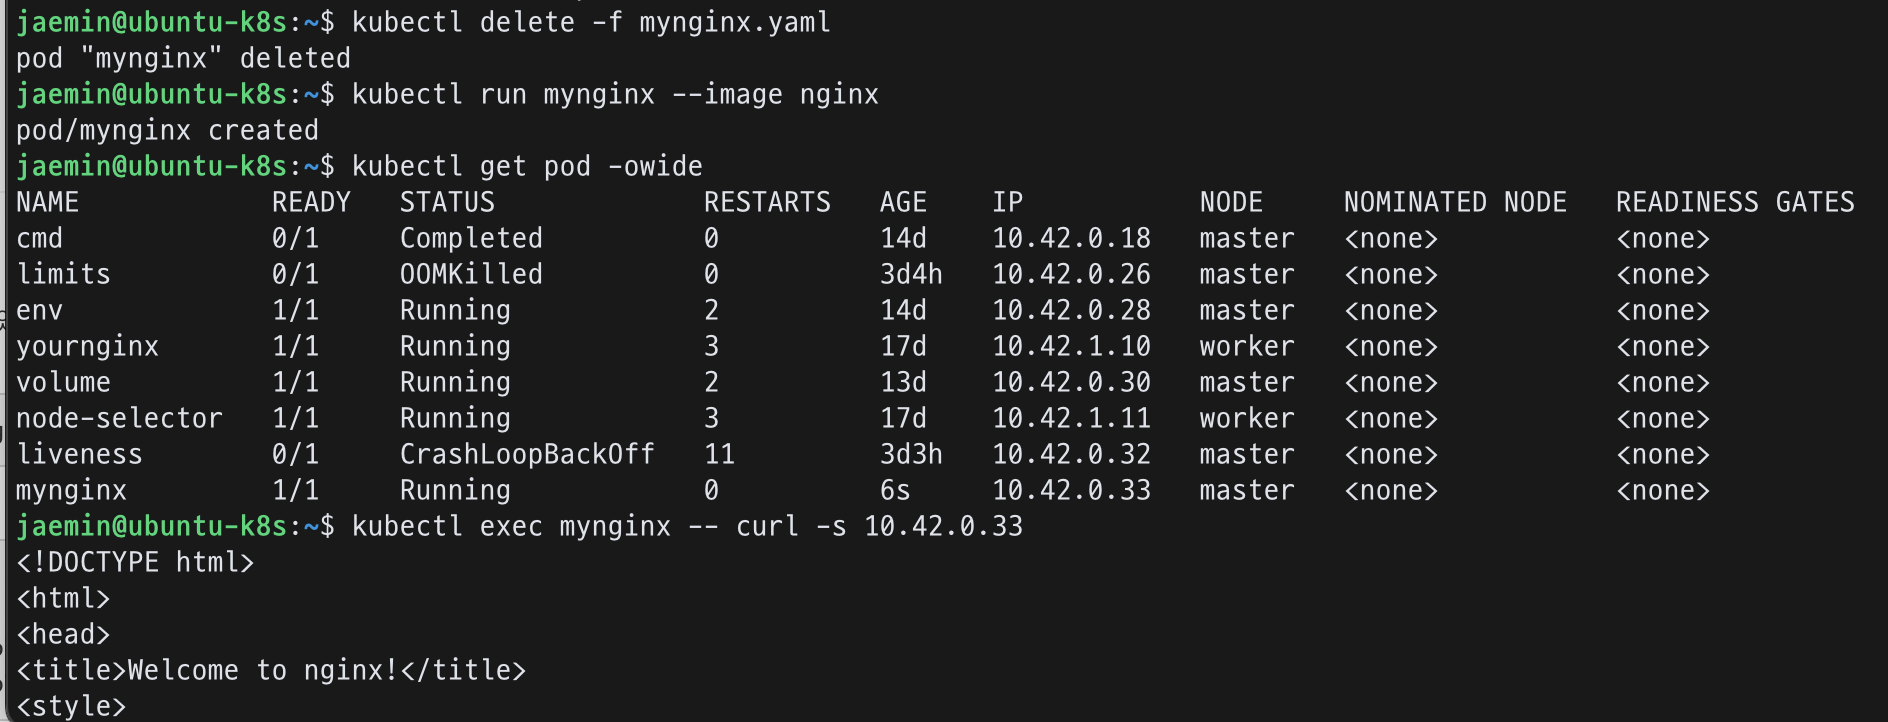 jaemin@ubuntu-k8s:~$ kubectl delete -f mynginx.yaml
pod "mynginx" deleted
jaemin@ubuntu-k8s:~$ kubectl run mynginx --image nginx
pod/mynginx created
jaemin@ubuntu-k8s:~$ kubectl get pod -owide
NAME            READY   STATUS             RESTARTS   AGE    IP           NODE     NOMINATED NODE   READINESS GATES
cmd             0/1     Completed          0          14d    10.42.0.18   master   <none>           <none>
limits          0/1     OOMKilled          0          3d4h   10.42.0.26   master   <none>           <none>
env             1/1     Running            2          14d    10.42.0.28   master   <none>           <none>
yournginx       1/1     Running            3          17d    10.42.1.10   worker   <none>           <none>
volume          1/1     Running            2          13d    10.42.0.30   master   <none>           <none>
node-selector   1/1     Running            3          17d    10.42.1.11   worker   <none>           <none>
liveness        0/1     CrashLoopBackOff   11         3d3h   10.42.0.32   master   <none>           <none>
mynginx         1/1     Running            0          6s     10.42.0.33   master   <none>           <none>
jaemin@ubuntu-k8s:~$ kubectl exec mynginx -- curl -s 10.42.0.33
<!DOCTYPE html>
<html>
<head>
<title>Welcome to nginx!</title>
<style>